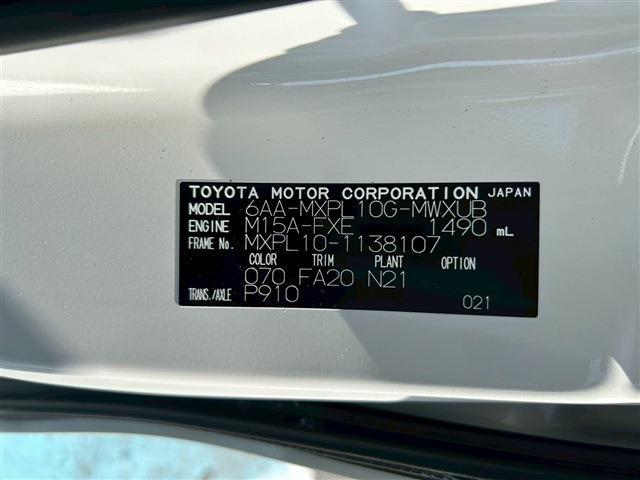 TOYOTA MOTOR CORPORATION JAPAN
MODEL 6AA-MXPL10G-MWXUB
ENGINE M15A-FXE 1490 mL
FRAME No. MXPL10-1138107
COLOR TRIM PLANT OPTION
070 FA20 N21
TRANS./AXLE P910 021